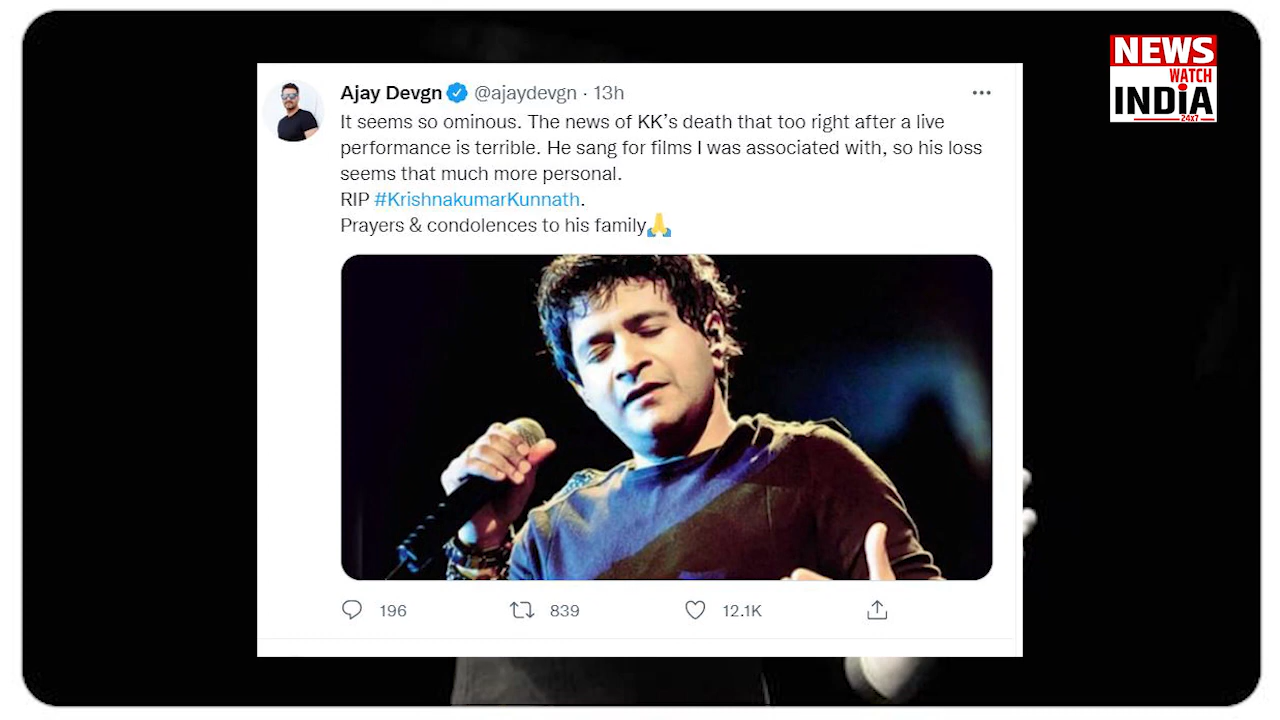 NEWS
WATCH
INDIA
24x7
Ajay Devgn @ajaydevgn · 13h
It seems so ominous. The news of KK’s death that too right after a live
performance is terrible. He sang for films I was associated with, so his loss
seems that much more personal.
RIP #KrishnakumarKunnath.
Prayers & condolences to his family🙏
196 839 12.1K